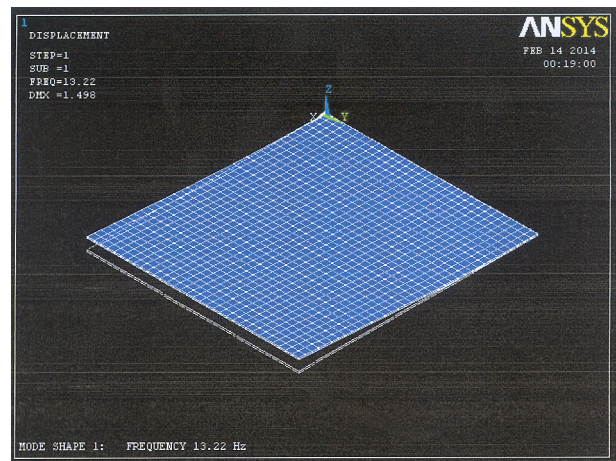 1
DISPLACEMENT
STEP=1
SUB =1
FREQ=13.22
DMX =1.498
ANSYS
FEB 14 2014
00:19:00
Z
X
Y
MODE SHAPE 1: FREQUENCY 13.22 Hz